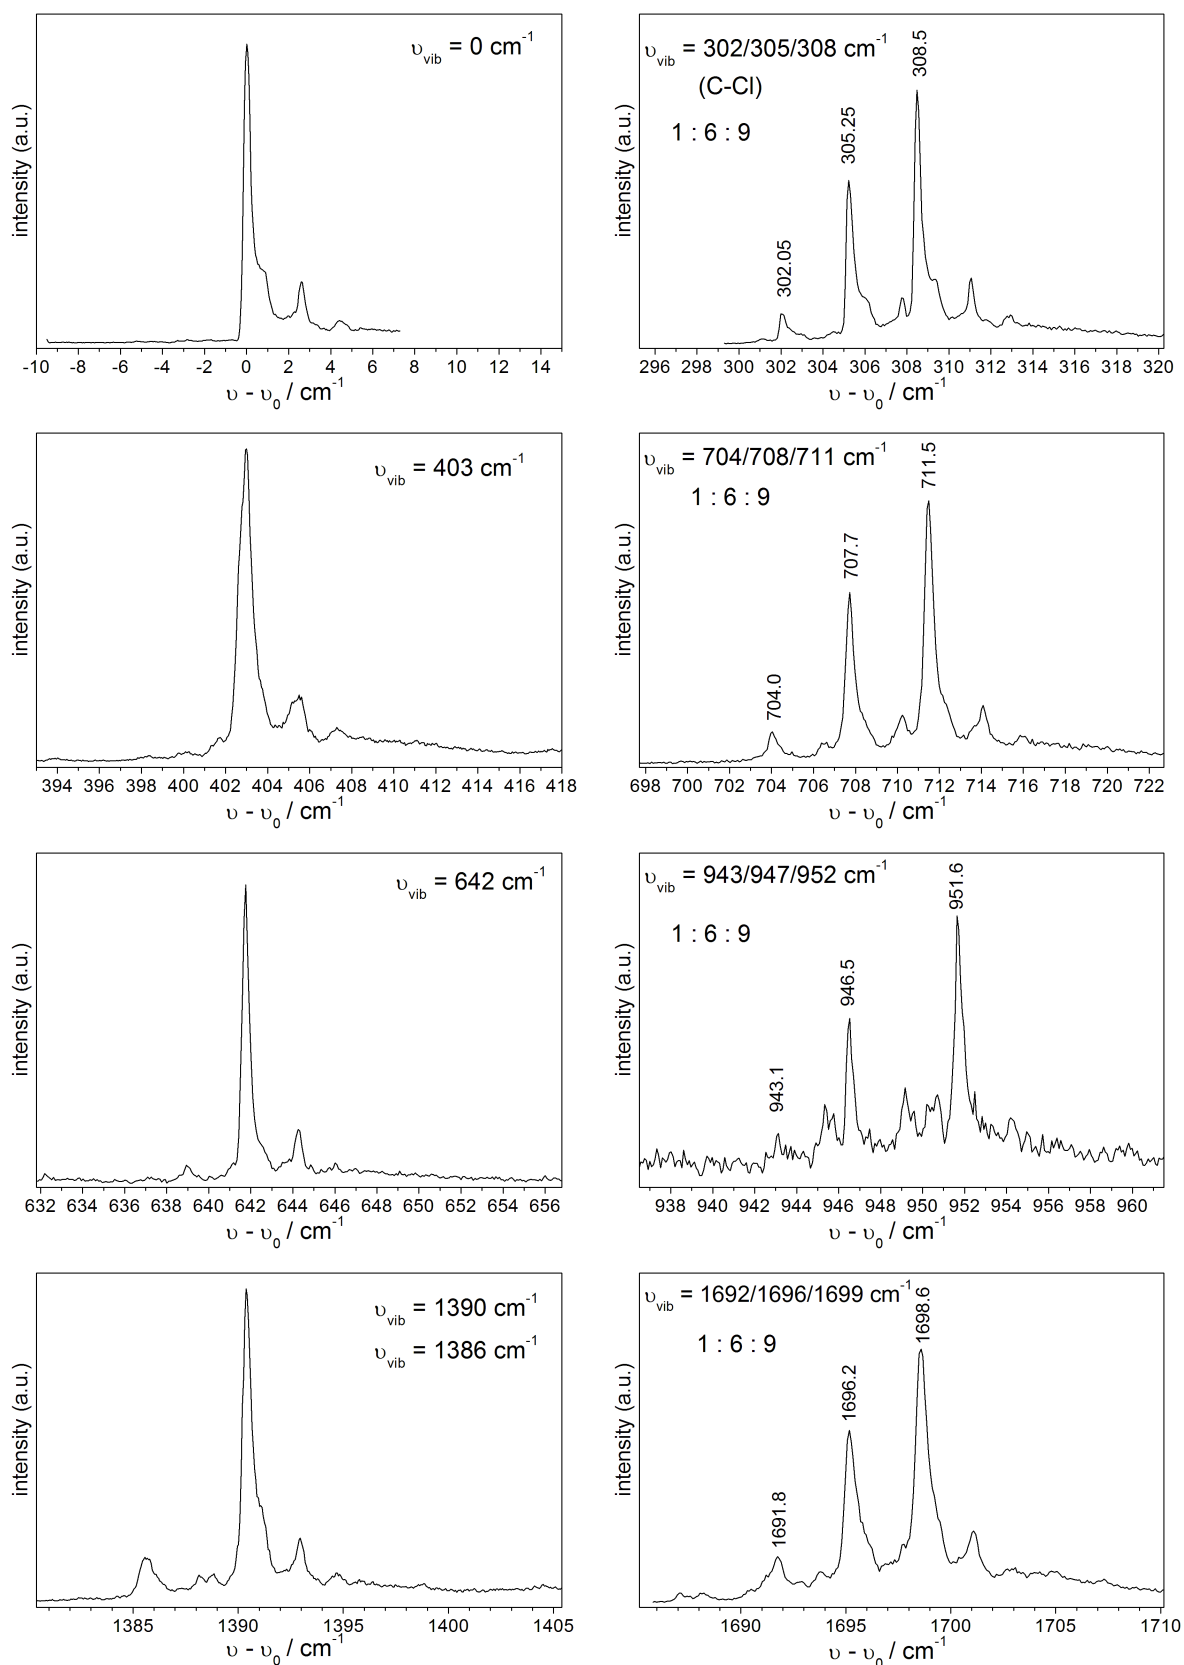 υvib = 0 cm-1
intensity (a.u.)
-10 -8 -6 -4 -2 0 2 4 6 8 10 12 14
υ - υ0 / cm-1
υvib = 302/305/308 cm-1
(C-Cl)
1 : 6 : 9
302.05
305.25
308.5
intensity (a.u.)
296 298 300 302 304 306 308 310 312 314 316 318 320
υ - υ0 / cm-1
υvib = 403 cm-1
intensity (a.u.)
394 396 398 400 402 404 406 408 410 412 414 416 418
υ - υ0 / cm-1
υvib = 704/708/711 cm-1
1 : 6 : 9
704.0
707.7
711.5
intensity (a.u.)
698 700 702 704 706 708 710 712 714 716 718 720 722
υ - υ0 / cm-1
υvib = 642 cm-1
intensity (a.u.)
632 634 636 638 640 642 644 646 648 650 652 654 656
υ - υ0 / cm-1
υvib = 943/947/952 cm-1
1 : 6 : 9
943.1
946.5
951.6
intensity (a.u.)
938 940 942 944 946 948 950 952 954 956 958 960
υ - υ0 / cm-1
υvib = 1390 cm-1
υvib = 1386 cm-1
intensity (a.u.)
1385 1390 1395 1400 1405
υ - υ0 / cm-1
υvib = 1692/1696/1699 cm-1
1 : 6 : 9
1691.8
1696.2
1698.6
intensity (a.u.)
1690 1695 1700 1705 1710
υ - υ0 / cm-1